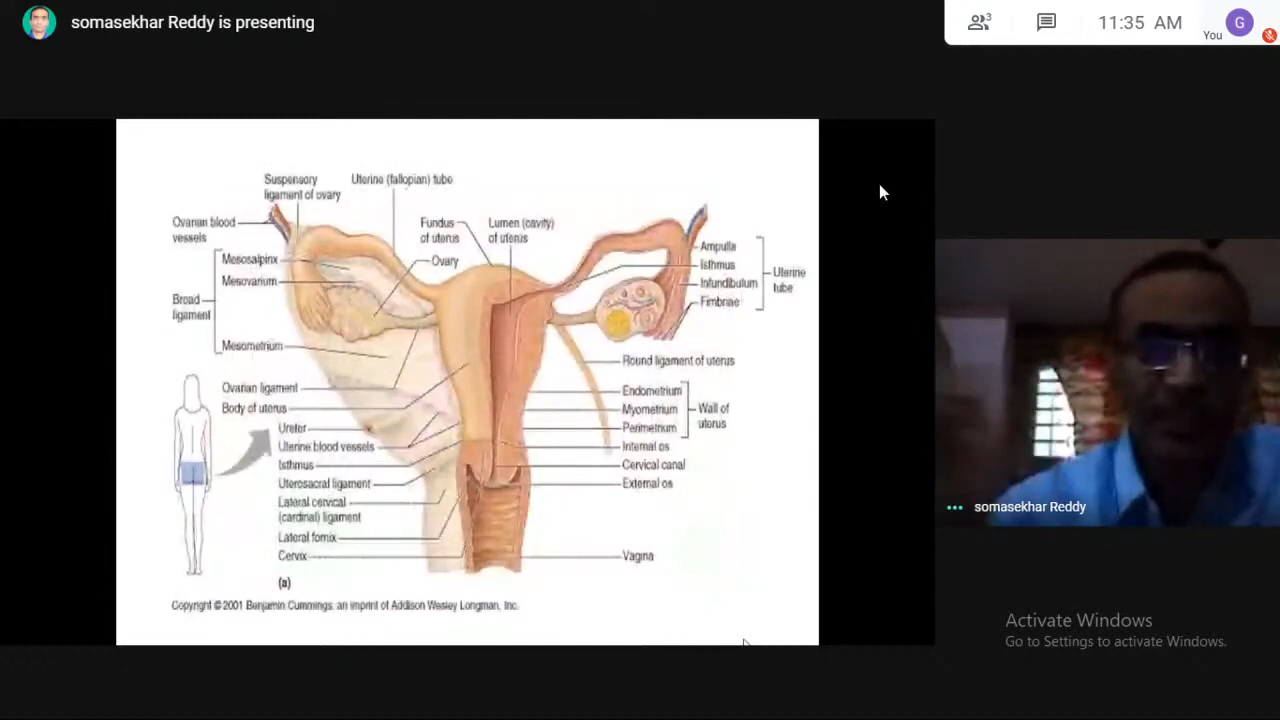 somasekhar Reddy is presenting
3
11:35 AM
You
G
Suspensory
ligament of ovary
Uterine (fallopian) tube
Ovarian blood
vessels
Fundus
of uterus
Lumen (cavity)
of uterus
Mesosalpinx
Ovary
Mesovarium
Broad
ligament
Mesometrium
Ampulla
Isthmus
Infundibulum
Fimbriae
Uterine
tube
Round ligament of uterus
Ovarian ligament
Body of uterus
Ureter
Uterine blood vessels
Isthmus
Uterosacral ligament
Lateral cervical
(cardinal) ligament
Lateral fornix
Cervix
Endometrium
Myometrium
Perimetrium
Wall of
uterus
Internal os
Cervical canal
External os
Vagina
(a)
Copyright © 2001 Benjamin Cummings, an imprint of Addison Wesley Longman, Inc.
somasekhar Reddy
Activate Windows
Go to Settings to activate Windows.